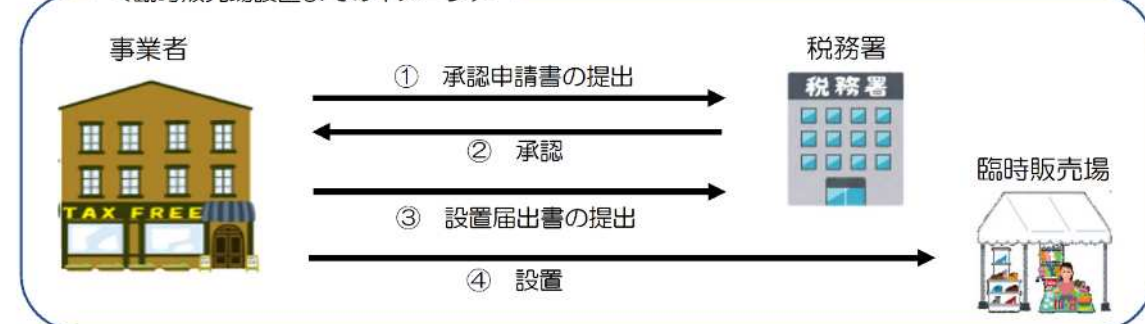 事業者
税務署
① 承認申請書の提出
税務署
② 承認
臨時販売場
TAX FREE
③ 設置届出書の提出
④ 設置